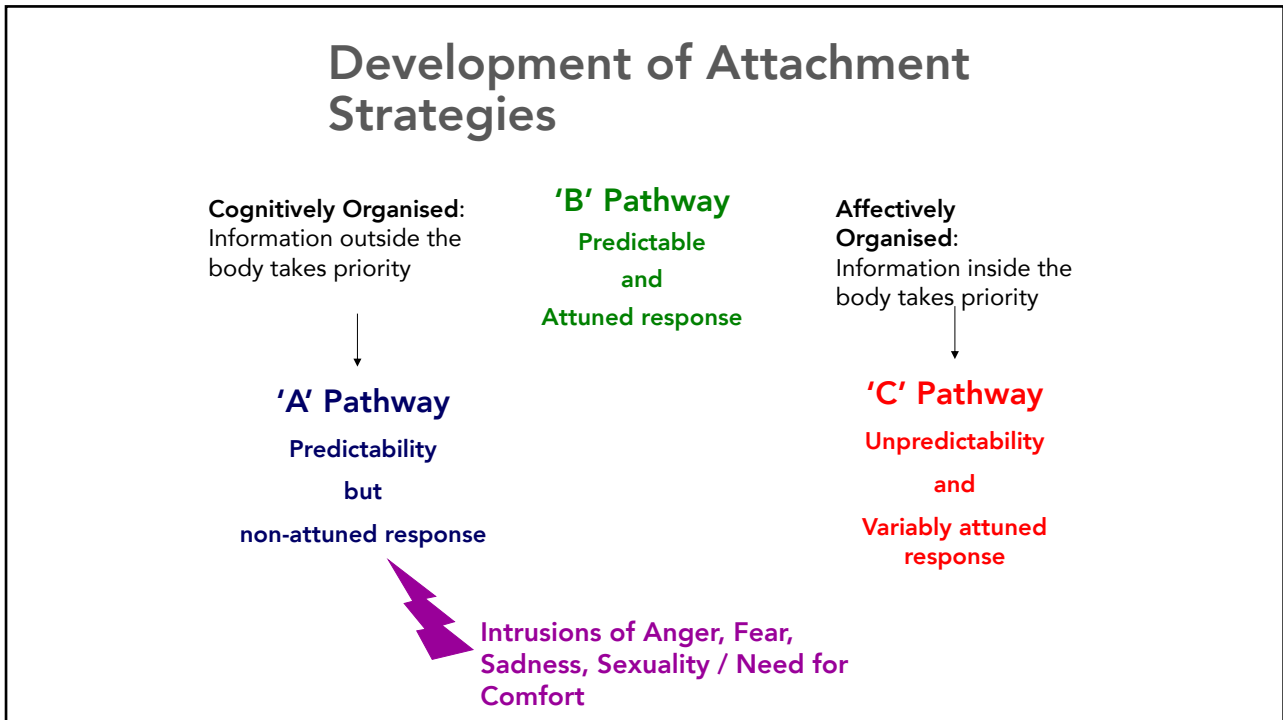 Development of Attachment
Strategies
Cognitively Organised:
Information outside the
body takes priority
'A' Pathway
Predictability
but
non-attuned response
‘B’ Pathway
Predictable
and
Attuned response
Affectively
Organised:
Information inside the
body takes priority
‘C’ Pathway
Unpredictability
and
Variably attuned
response
Intrusions of Anger, Fear,
Sadness, Sexuality / Need for
Comfort